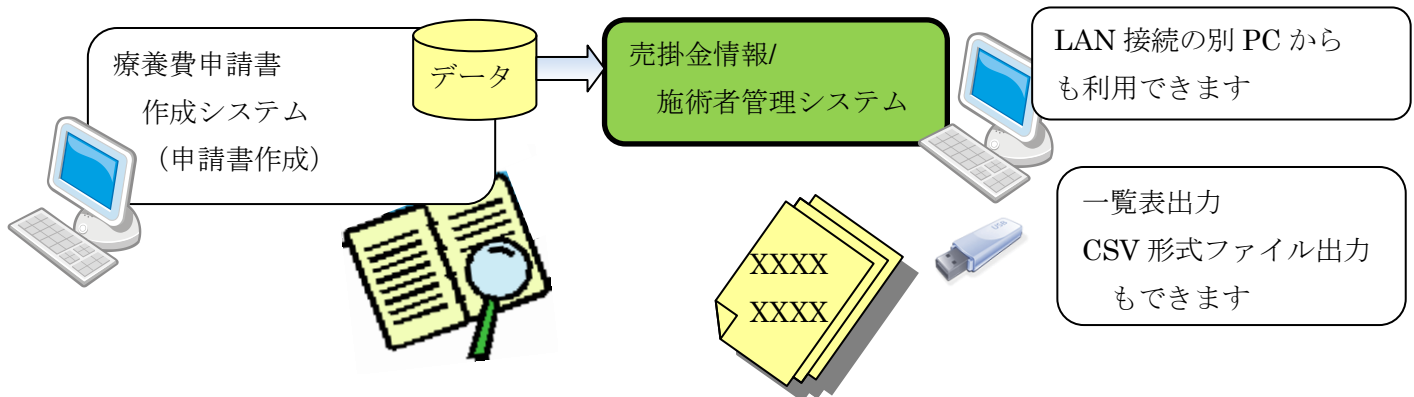 療養費申請書
作成システム
（申請書作成）
データ
売掛金情報/
施術者管理システム
LAN 接続の別 PC から
も利用できます
一覧表出力
CSV 形式ファイル出力
もできます
XXXX
XXXX
USB